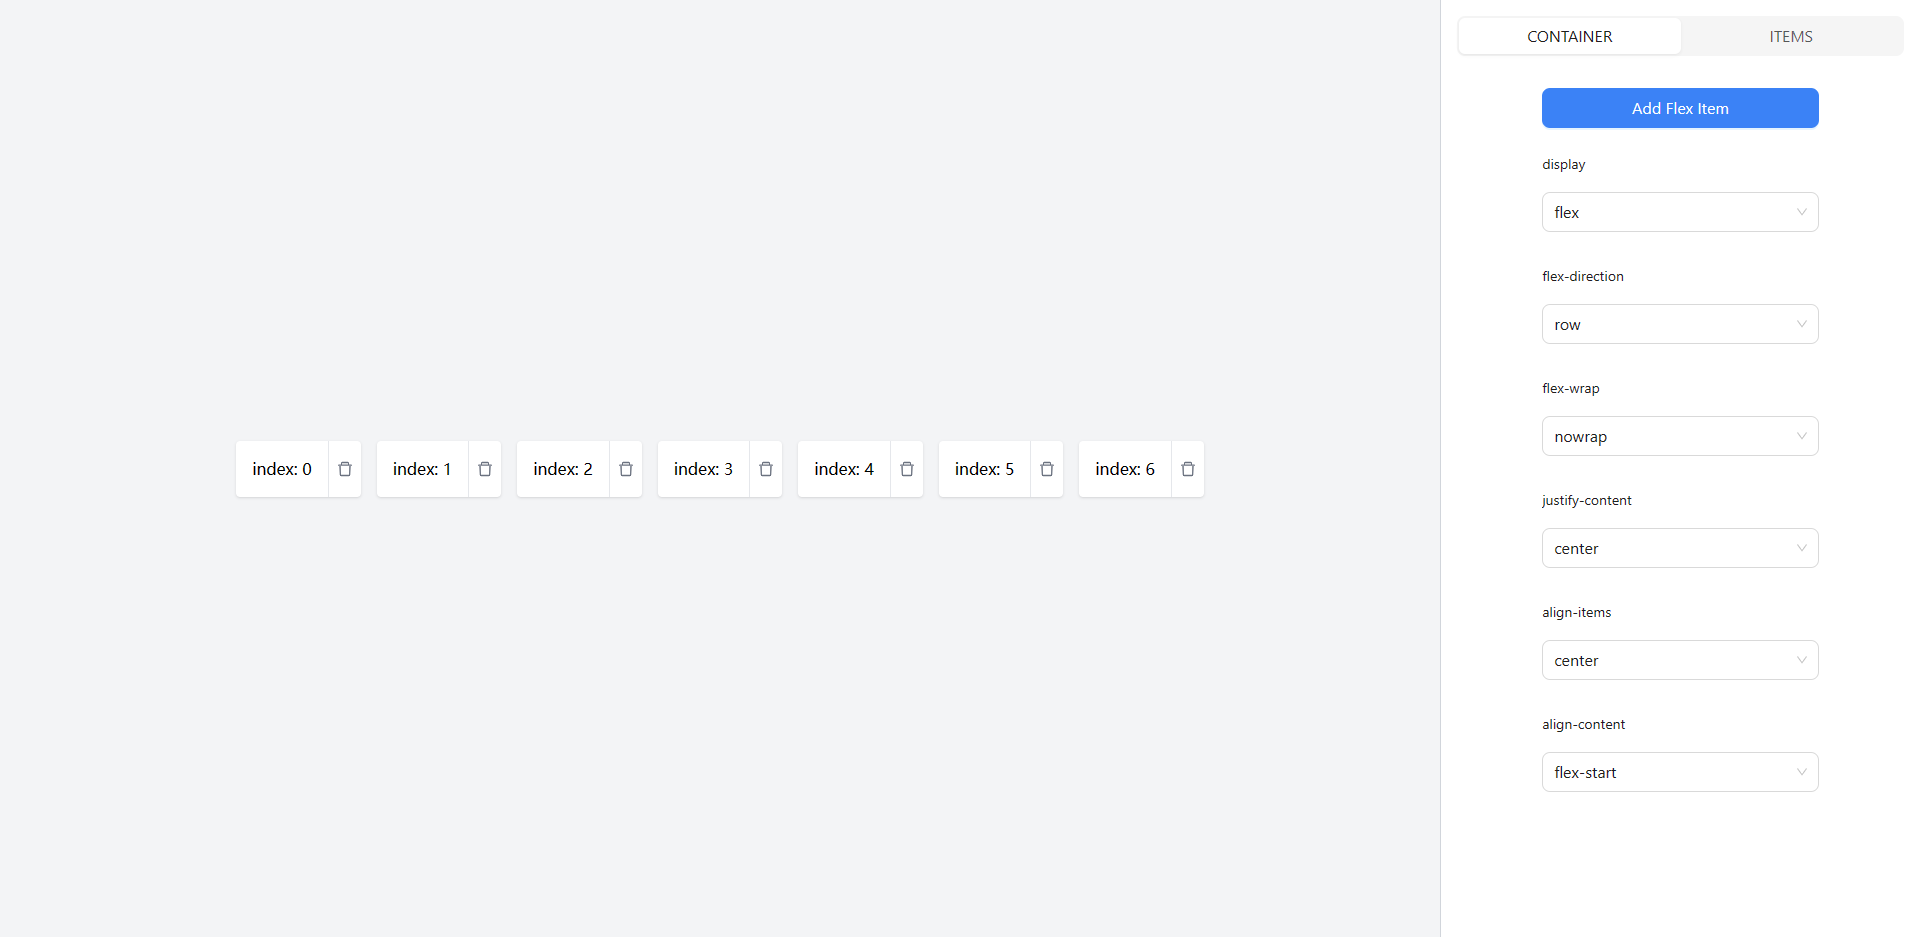 CONTAINER ITEMS
Add Flex Item
display
flex
flex-direction
row
flex-wrap
nowrap
justify-content
center
align-items
center
align-content
flex-start
index: 0 index: 1 index: 2 index: 3 index: 4 index: 5 index: 6